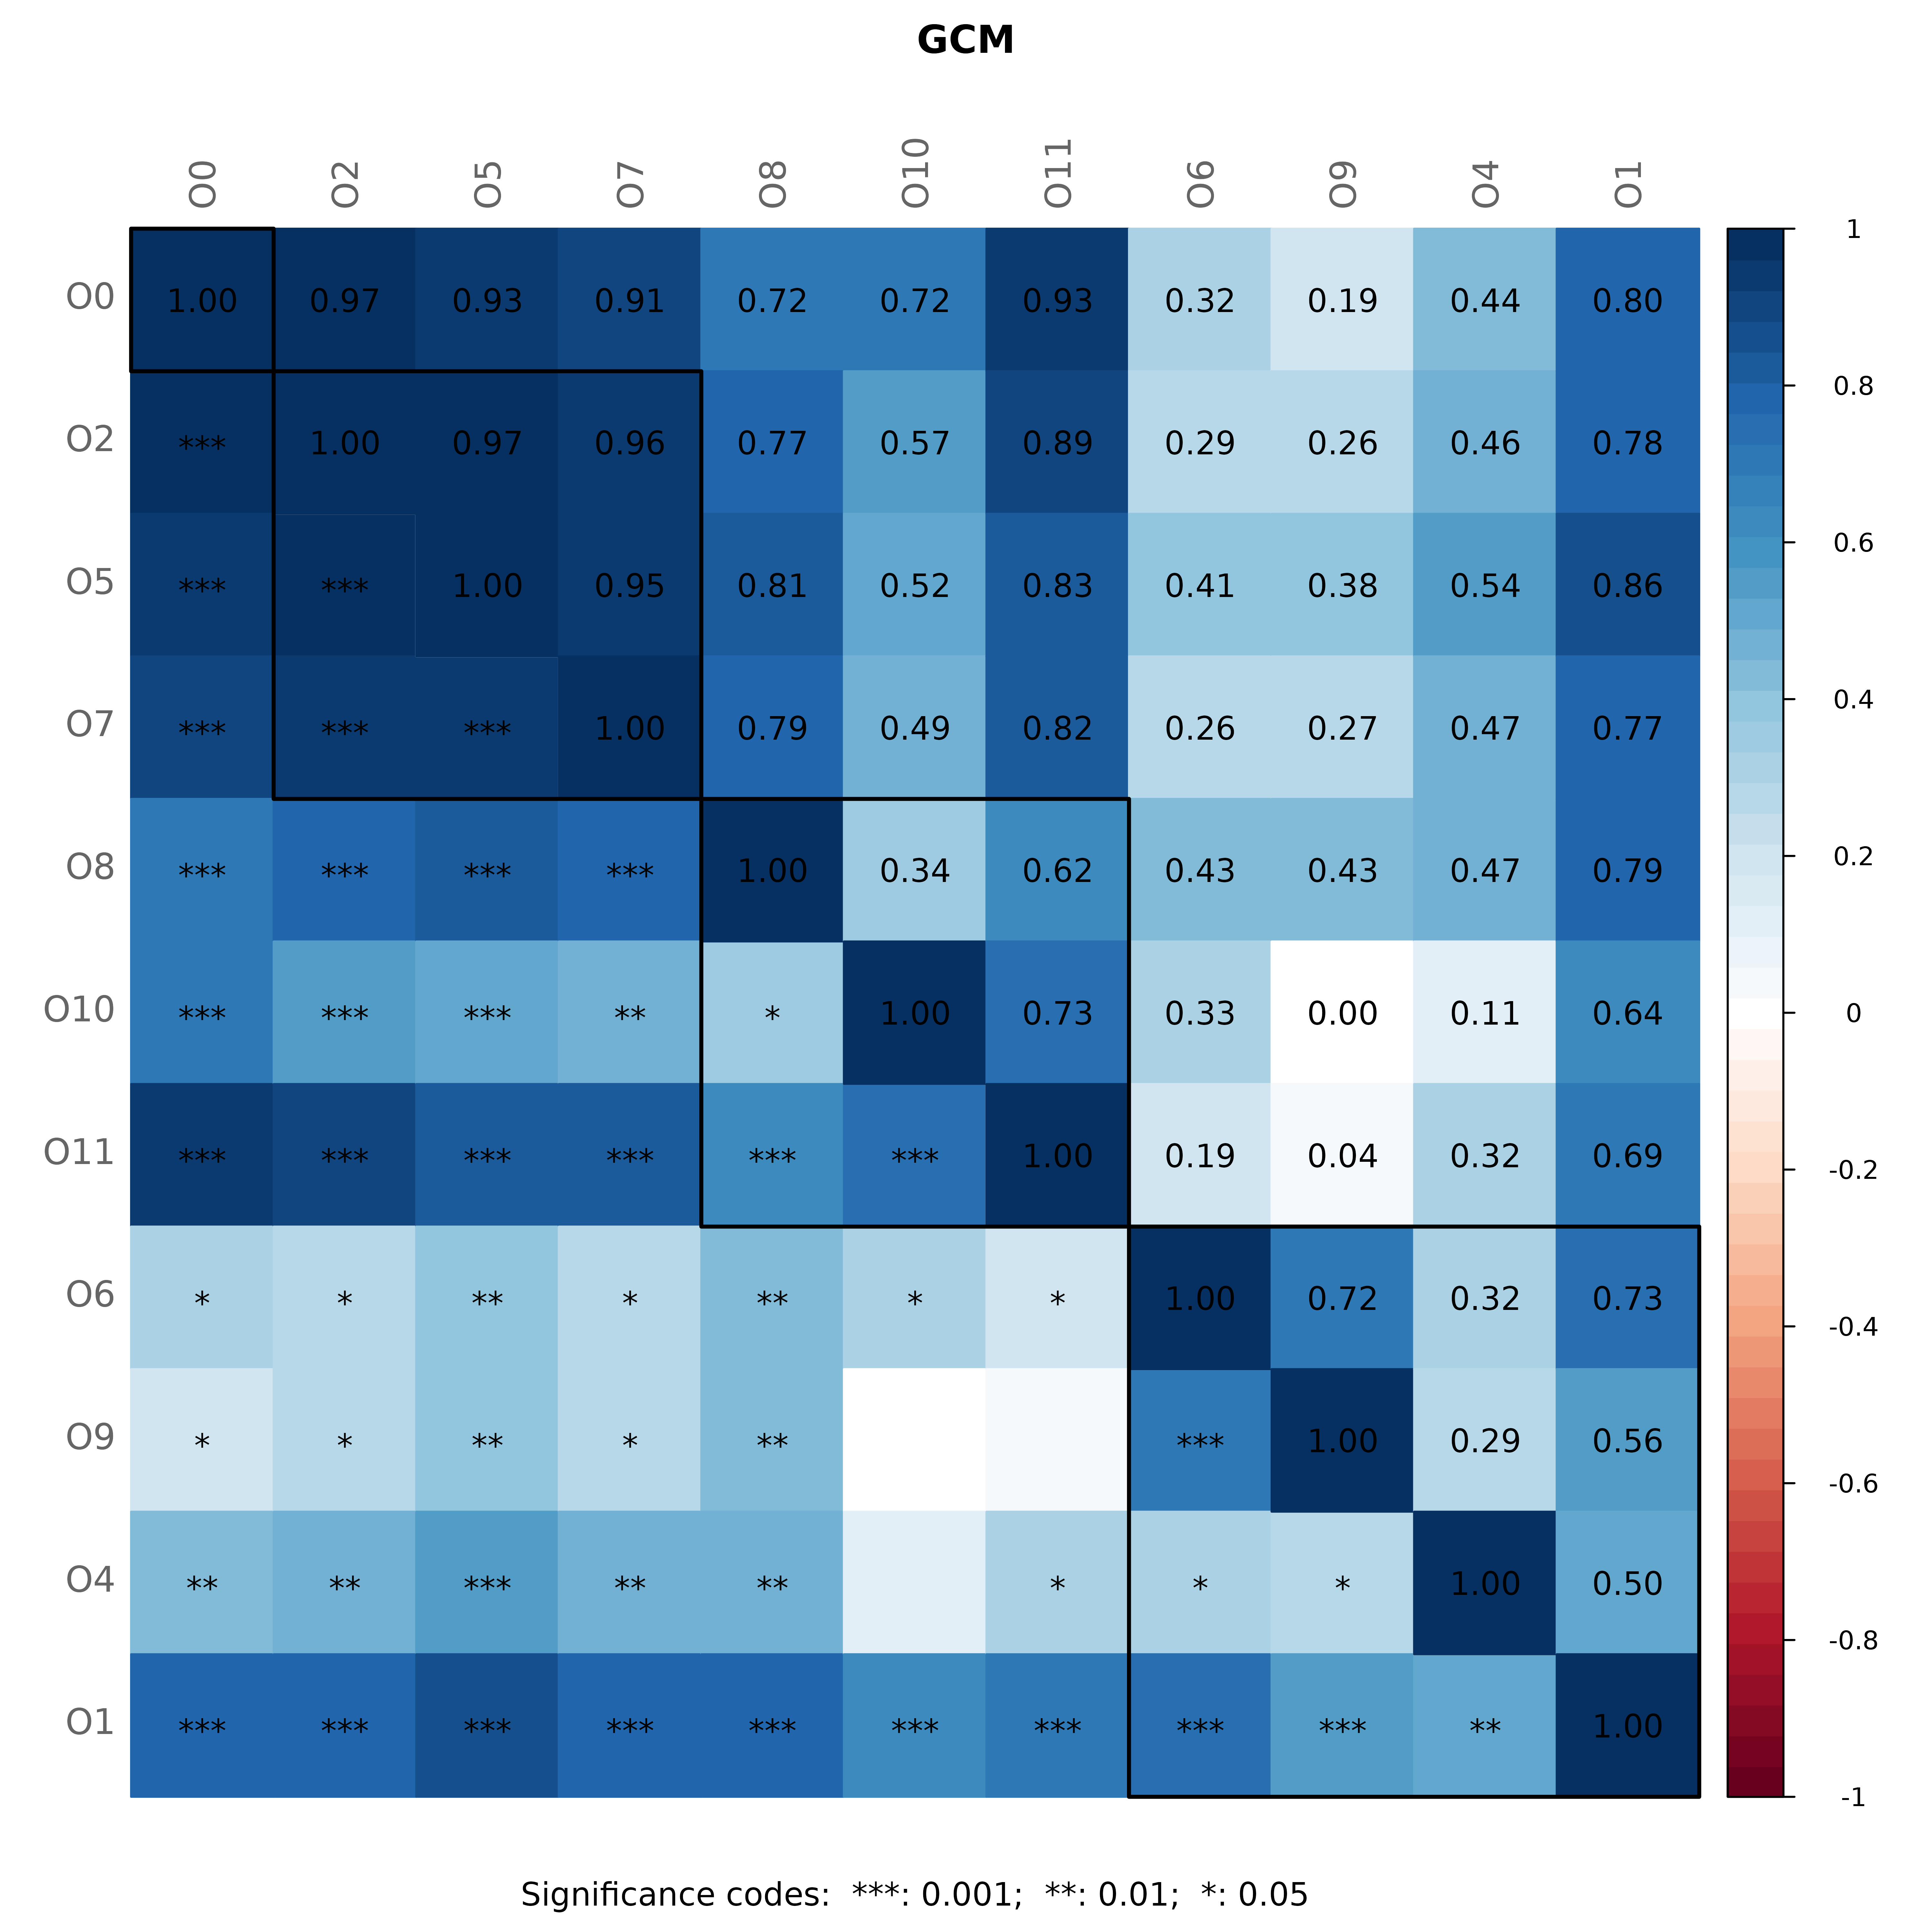 GCM
O0 O2 O5 O7 O8 O10 O11 O6 O9 O4 O1
O0 1.00 0.97 0.93 0.91 0.72 0.72 0.93 0.32 0.19 0.44 0.80
O2 *** 1.00 0.97 0.96 0.77 0.57 0.89 0.29 0.26 0.46 0.78
O5 *** *** 1.00 0.95 0.81 0.52 0.83 0.41 0.38 0.54 0.86
O7 *** *** *** 1.00 0.79 0.49 0.82 0.26 0.27 0.47 0.77
O8 *** *** *** *** 1.00 0.34 0.62 0.43 0.43 0.47 0.79
O10 *** *** *** ** * 1.00 0.73 0.33 0.00 0.11 0.64
O11 *** *** *** *** *** *** 1.00 0.19 0.04 0.32 0.69
O6 * * ** * ** * * 1.00 0.72 0.32 0.73
O9 * * ** * ** *** 1.00 0.29 0.56
O4 ** ** *** ** ** * * * 1.00 0.50
O1 *** *** *** *** *** *** *** *** *** ** 1.00
1
0.8
0.6
0.4
0.2
0
-0.2
-0.4
-0.6
-0.8
-1
Significance codes: ***: 0.001; **: 0.01; *: 0.05